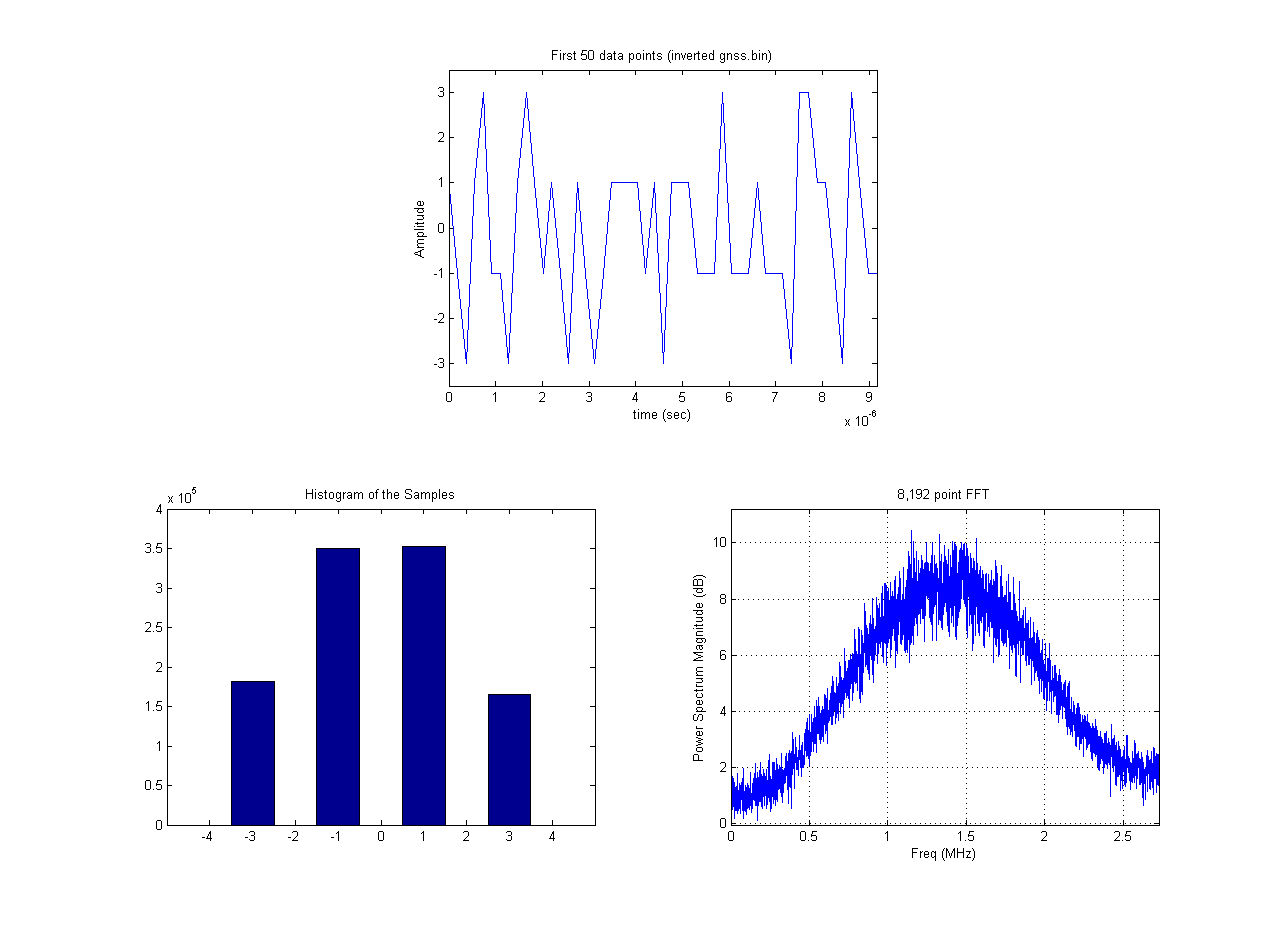 First 50 data points (inverted gnss.bin)
3
2
1
0
-1
-2
-3
Amplitude
0 1 2 3 4 5 6 7 8 9
time (sec)
x 10^-6
Histogram of the Samples
x 10^5
4
3.5
3
2.5
2
1.5
1
0.5
0
-4 -3 -2 -1 0 1 2 3 4
8,192 point FFT
10
8
6
4
2
0
Power Spectrum Magnitude (dB)
0 0.5 1 1.5 2 2.5
Freq (MHz)